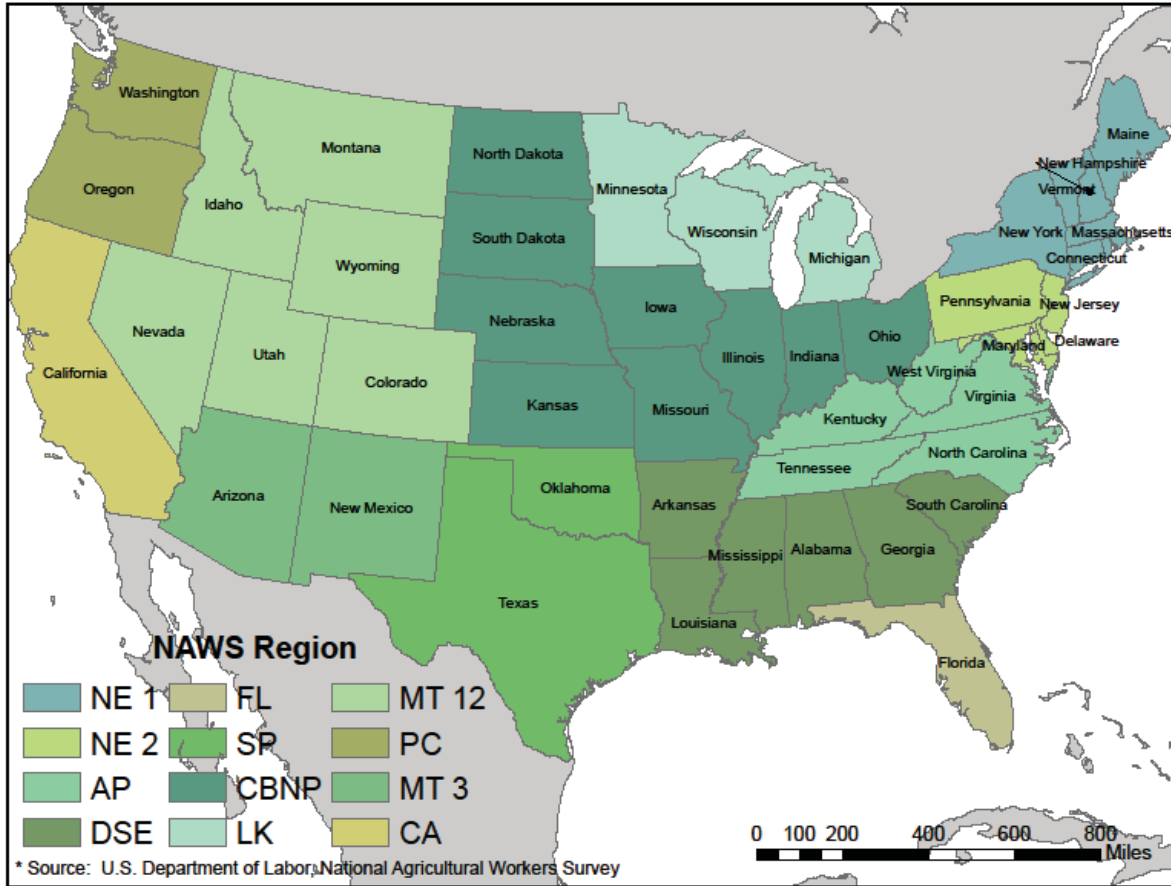 Washington
Montana
North Dakota
Minnesota
Maine
New Hampshire
Vermont
Oregon
Idaho
South Dakota
Wisconsin
Michigan
New York
Massachusetts
Connecticut
Wyoming
Nebraska
Iowa
Pennsylvania
New Jersey
Nevada
Utah
Colorado
Illinois
Indiana
Ohio
Maryland
Delaware
California
Kansas
Missouri
West Virginia
Virginia
Kentucky
North Carolina
Tennessee
Arizona
New Mexico
Oklahoma
Arkansas
South Carolina
Mississippi
Alabama
Georgia
Texas
Louisiana
Florida
NAWS Region
NE 1 FL MT 12
NE 2 SP PC
AP CBNP MT 3
DSE LK CA
0 100 200 400 600 800
Miles
* Source: U.S. Department of Labor, National Agricultural Workers Survey